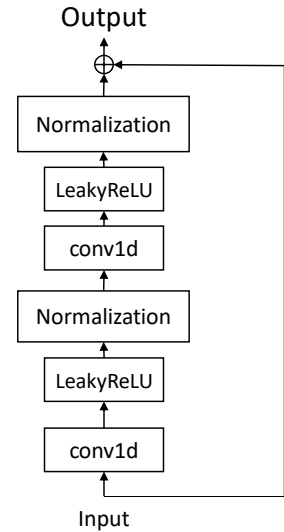 Output
Normalization
LeakyReLU
conv1d
Normalization
LeakyReLU
conv1d
Input